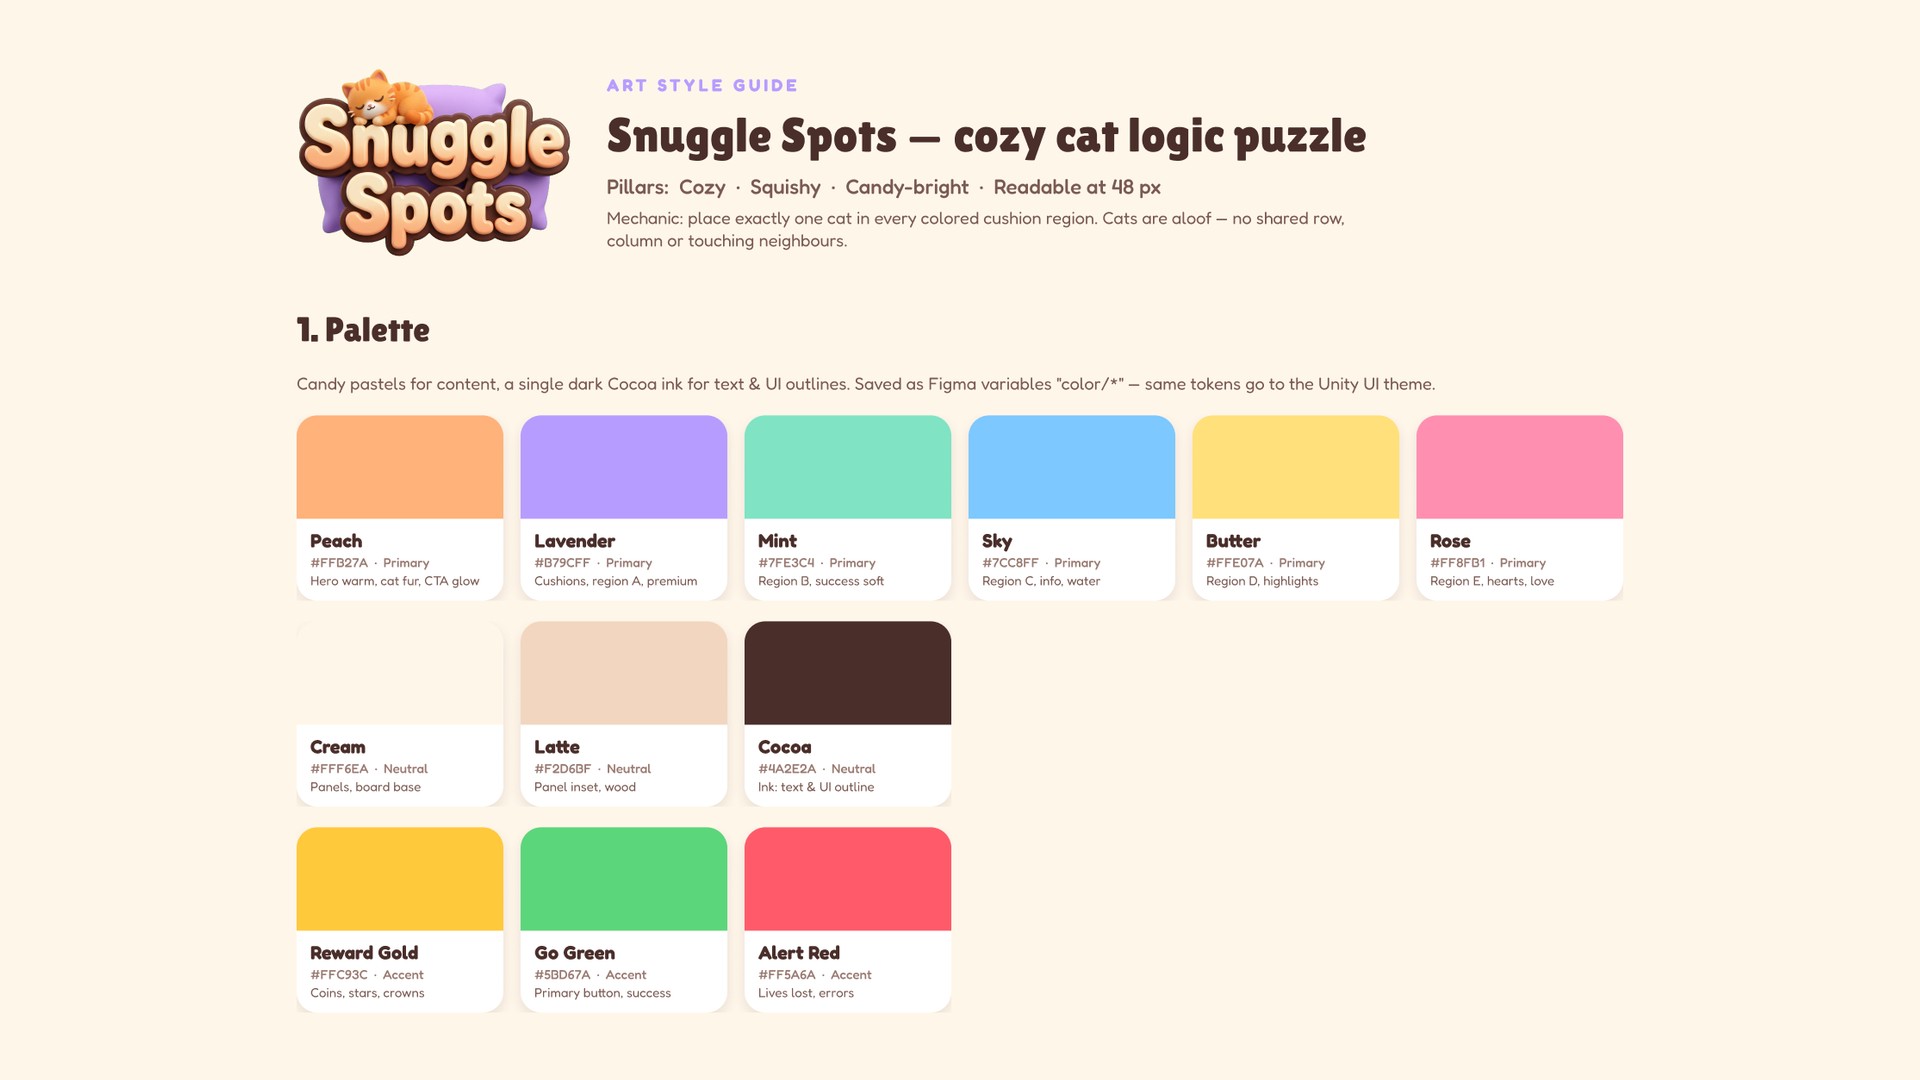 Snuggle
Spots
ART STYLE GUIDE
Snuggle Spots — cozy cat logic puzzle
Pillars: Cozy · Squishy · Candy-bright · Readable at 48 px
Mechanic: place exactly one cat in every colored cushion region. Cats are aloof — no shared row,
column or touching neighbours.
1. Palette
Candy pastels for content, a single dark Cocoa ink for text & UI outlines. Saved as Figma variables "color/*" — same tokens go to the Unity UI theme.
Peach
#FFB27A · Primary
Hero warm, cat fur, CTA glow
Lavender
#B79CFF · Primary
Cushions, region A, premium
Mint
#7FE3C4 · Primary
Region B, success soft
Sky
#7CC8FF · Primary
Region C, info, water
Butter
#FFE07A · Primary
Region D, highlights
Rose
#FF8FB1 · Primary
Region E, hearts, love
Cream
#FFF6EA · Neutral
Panels, board base
Latte
#F2D6BF · Neutral
Panel inset, wood
Cocoa
#4A2E2A · Neutral
Ink: text & UI outline
Reward Gold
#FFC93C · Accent
Coins, stars, crowns
Go Green
#5BD67A · Accent
Primary button, success
Alert Red
#FF5A6A · Accent
Lives lost, errors